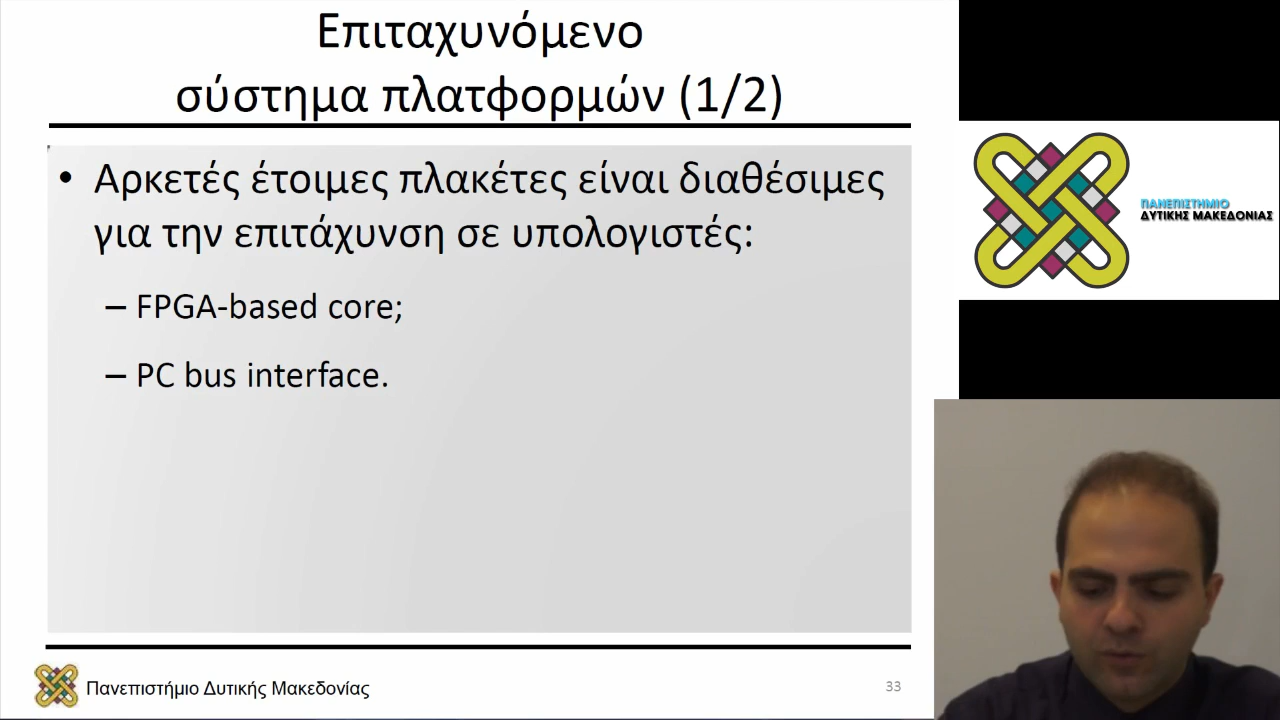 Επιταχυνόμενο
σύστημα πλατφορμών (1/2)
• Αρκετές έτοιμες πλακέτες είναι διαθέσιμες
για την επιτάχυνση σε υπολογιστές:
– FPGA-based core;
– PC bus interface.
ΠΑΝΕΠΙΣΤΗΜΙΟ
ΔΥΤΙΚΗΣ ΜΑΚΕΔΟΝΙΑΣ
Πανεπιστήμιο Δυτικής Μακεδονίας
33